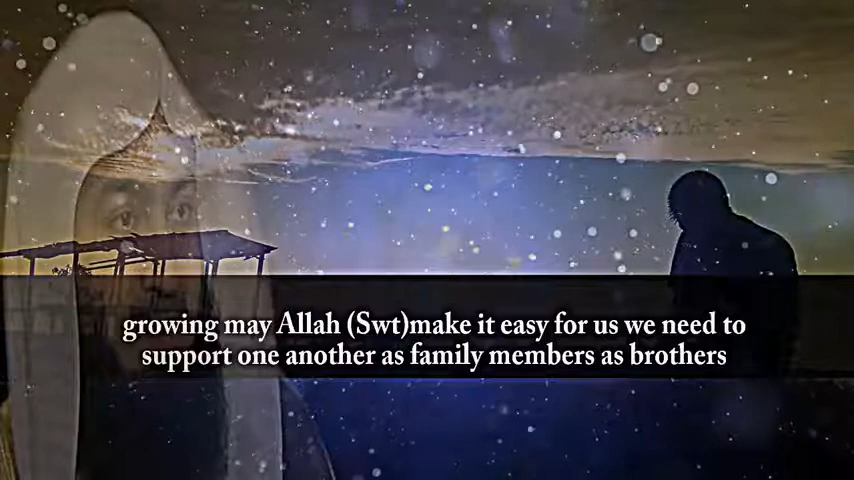 growing may Allah (Swt)make it easy for us we need to
support one another as family members as brothers